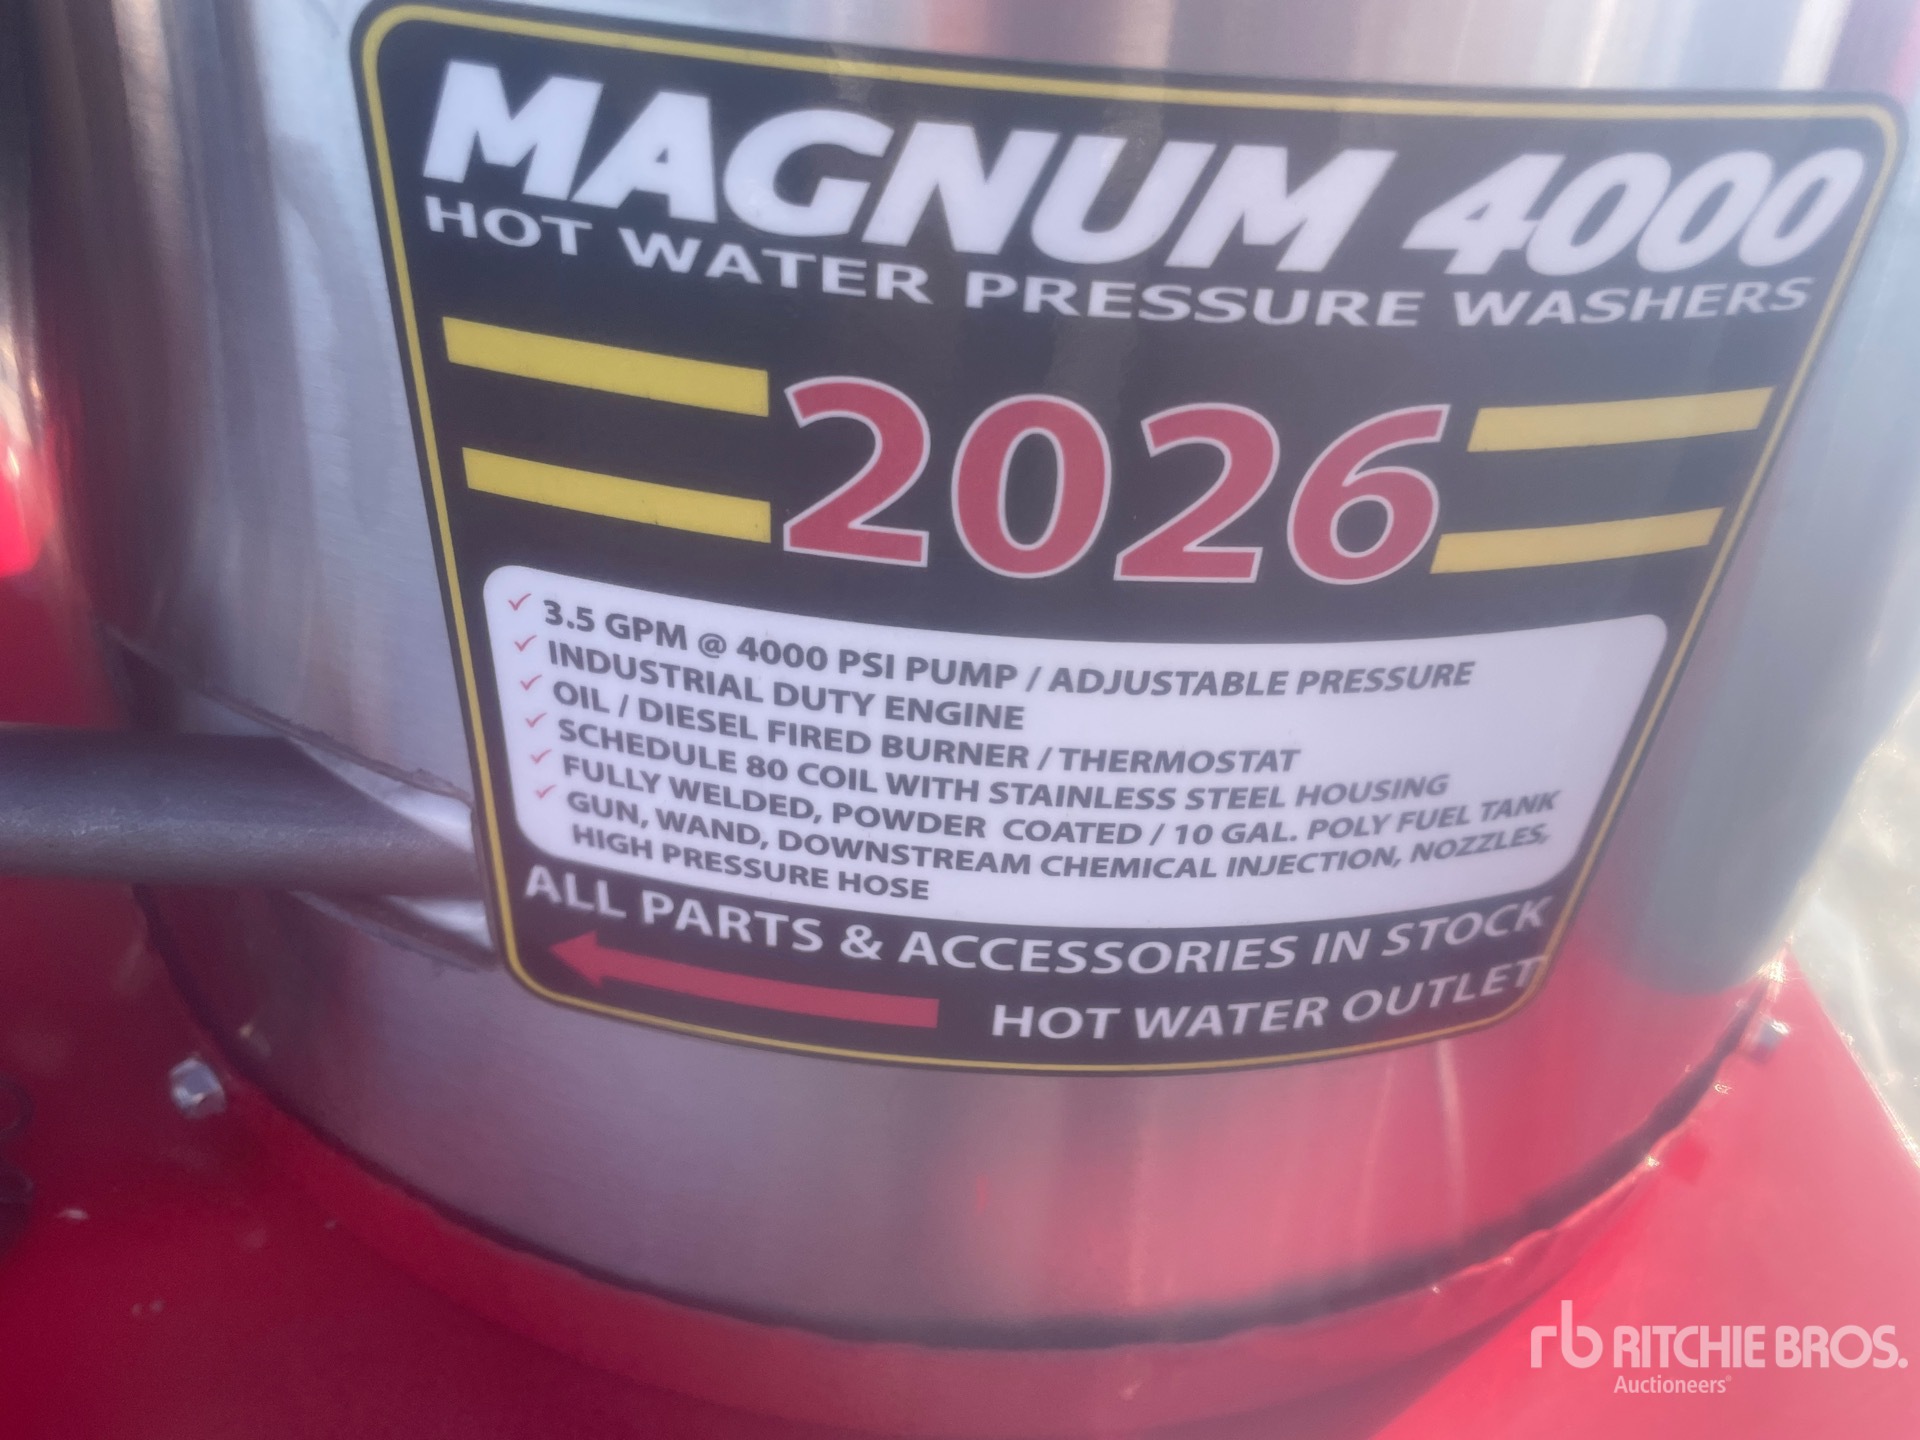 MAGNUM 4000
HOT WATER PRESSURE WASHERS
2026
✓ 3.5 GPM @ 4000 PSI PUMP / ADJUSTABLE PRESSURE
✓ INDUSTRIAL DUTY ENGINE
✓ OIL / DIESEL FIRED BURNER / THERMOSTAT
✓ SCHEDULE 80 COIL WITH STAINLESS STEEL HOUSING
✓ FULLY WELDED, POWDER COATED / 10 GAL. POLY FUEL TANK
✓ GUN, WAND, DOWNSTREAM CHEMICAL INJECTION, NOZZLES,
HIGH PRESSURE HOSE
ALL PARTS & ACCESSORIES IN STOCK
HOT WATER OUTLET
rb RITCHIE BROS.
Auctioneers